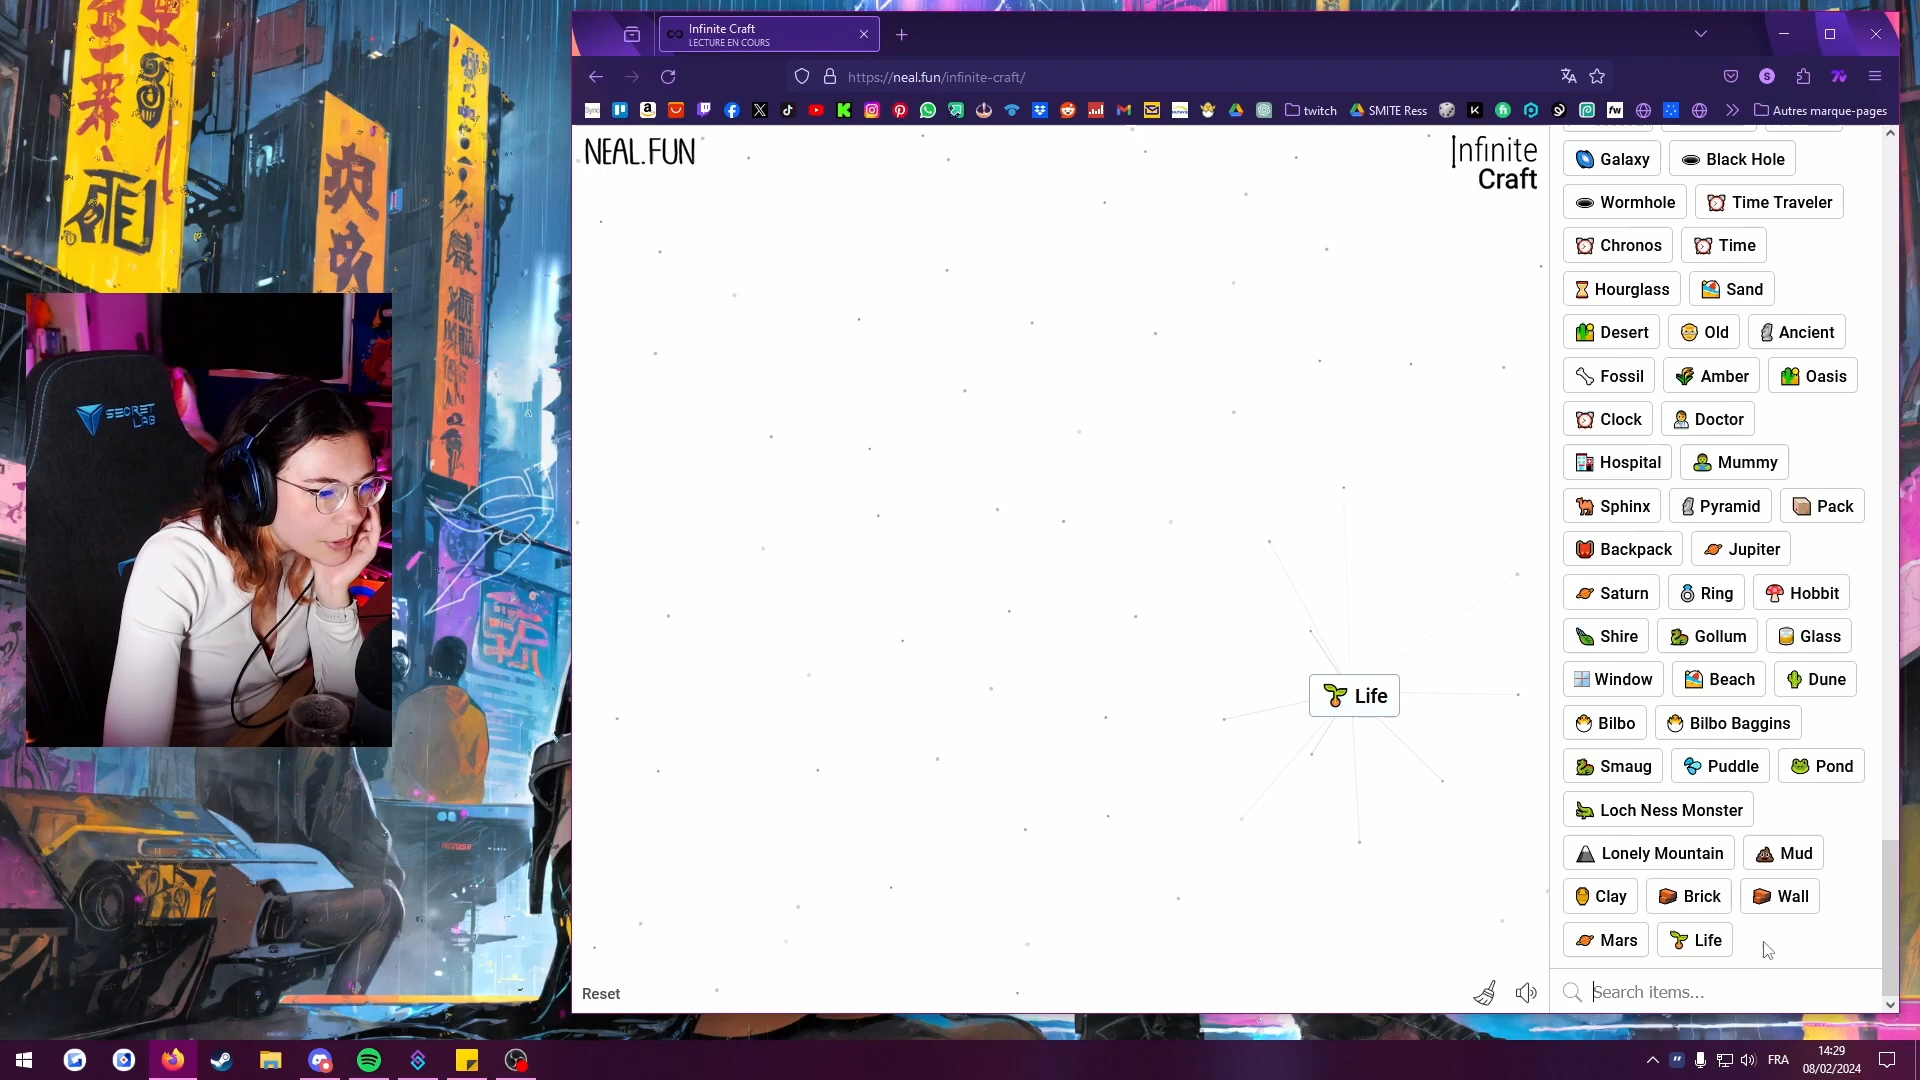 Infinite Craft
LECTURE EN COURS
https://neal.fun/infinite-craft/
twitch
SMITE Ress
Autres marque-pages
NEAL.FUN
Infinite
Craft
Galaxy
Black Hole
Wormhole
Time Traveler
Chronos
Time
Hourglass
Sand
Desert
Old
Ancient
Fossil
Amber
Oasis
Clock
Doctor
Hospital
Mummy
Sphinx
Pyramid
Pack
Backpack
Jupiter
Saturn
Ring
Hobbit
Shire
Gollum
Glass
Window
Beach
Dune
Bilbo
Bilbo Baggins
Smaug
Puddle
Pond
Loch Ness Monster
Lonely Mountain
Mud
Clay
Brick
Wall
Mars
Life
Life
SECRET
LAB
Reset
Search items...
FRA
14:29
08/02/2024